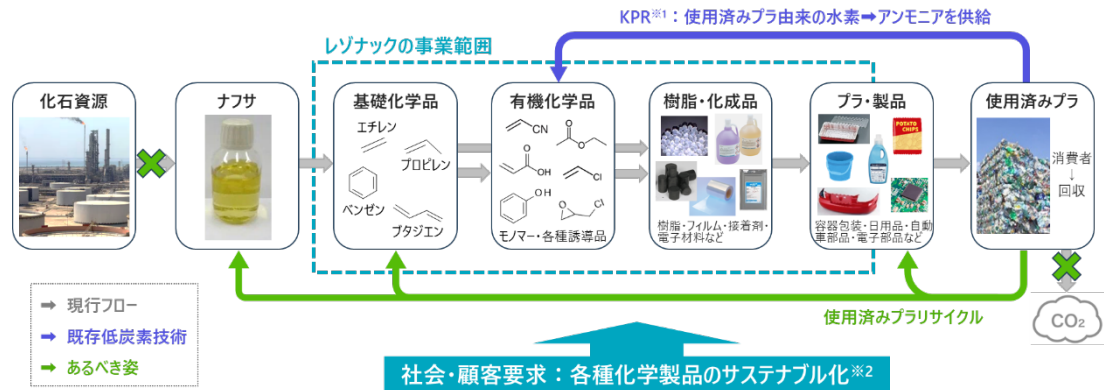 KPR※1：使用済みプラ由来の水素➡アンモニアを供給
レゾナックの事業範囲
化石資源
ナフサ
基礎化学品
エチレン
プロピレン
ベンゼン
ブタジエン
有機化学品
CN
O
O
O
OH
Cl
OH
O
Cl
モノマー・各種誘導品
樹脂・化成品
樹脂・フィルム・接着剤・
電子材料など
プラ・製品
POTATO
CHIPS
容器包装・日用品・自動
車部品・電子部品など
使用済みプラ
消費者
↓
回収
CO₂
使用済みプラリサイクル
➡ 現行フロー
➡ 既存低炭素技術
➡ あるべき姿
社会・顧客要求：各種化学製品のサステナブル化※2